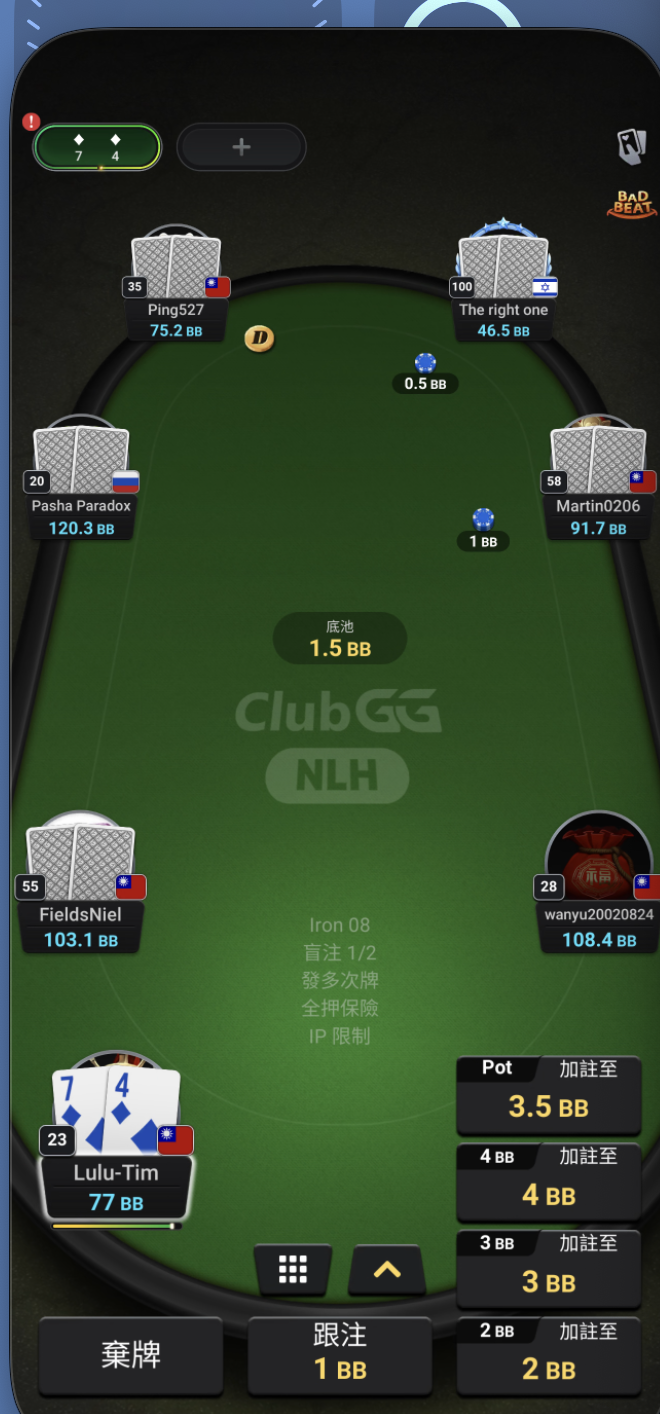 !
7 4
+
BAD
BEAT
35
Ping527
75.2 BB
D
100
The right one
46.5 BB
0.5 BB
20
Pasha Paradox
120.3 BB
58
Martin0206
91.7 BB
1 BB
底池
1.5 BB
ClubGG
NLH
55
FieldsNiel
103.1 BB
28
wanyu20020824
108.4 BB
Iron 08
盲注 1/2
發多次牌
全押保險
IP 限制
7 4
23
Lulu-Tim
77 BB
Pot 加註至
3.5 BB
4 BB 加註至
4 BB
3 BB 加註至
3 BB
2 BB 加註至
2 BB
棄牌
跟注
1 BB